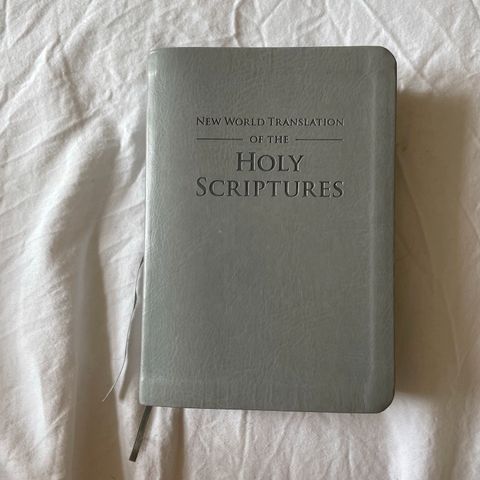 New World Translation
of the
Holy
Scriptures